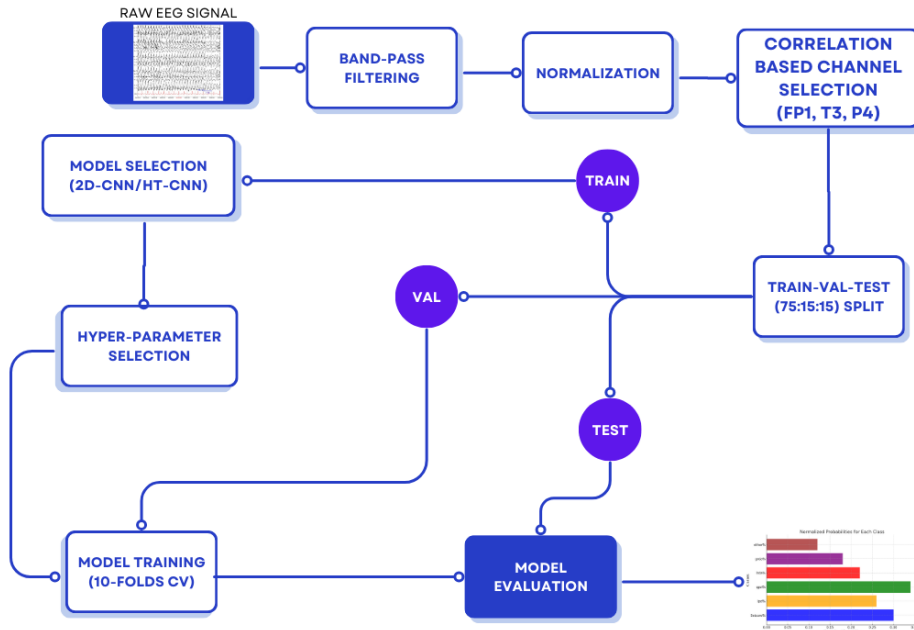 RAW EEG SIGNAL
BAND-PASS
FILTERING
NORMALIZATION
CORRELATION
BASED CHANNEL
SELECTION
(FP1, T3, P4)
MODEL SELECTION
(2D-CNN/HT-CNN)
TRAIN
VAL
TRAIN-VAL-TEST
(75:15:15) SPLIT
HYPER-PARAMETER
SELECTION
TEST
MODEL TRAINING
(10-FOLDS CV)
MODEL
EVALUATION
Normalized Probabilities for Each Class